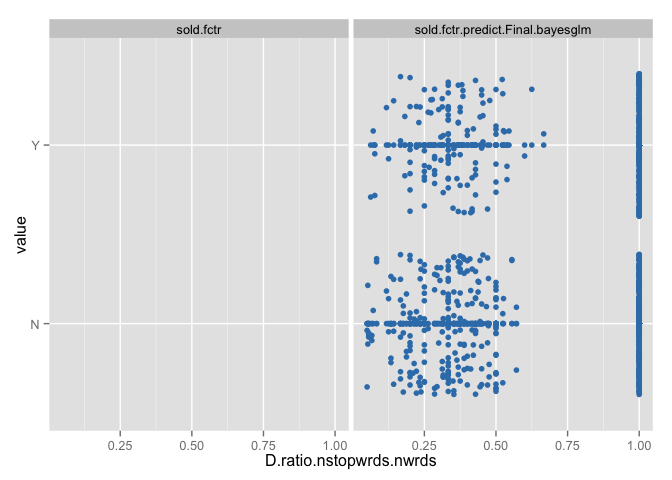 sold.fctr
sold.fctr.predict.Final.bayesglm
Y
value
N
0.25 0.50 0.75 1.00 0.25 0.50 0.75 1.00
D.ratio.nstopwrds.nwrds